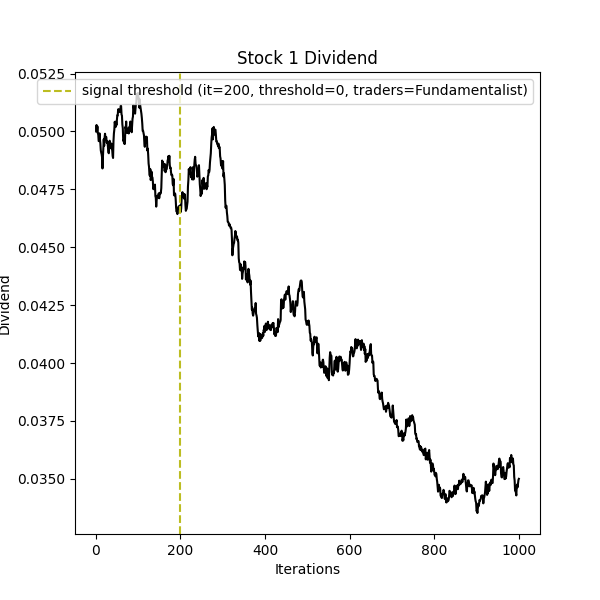 Stock 1 Dividend
signal threshold (it=200, threshold=0, traders=Fundamentalist)
Dividend
0.0525
0.0500
0.0475
0.0450
0.0425
0.0400
0.0375
0.0350
0 200 400 600 800 1000
Iterations